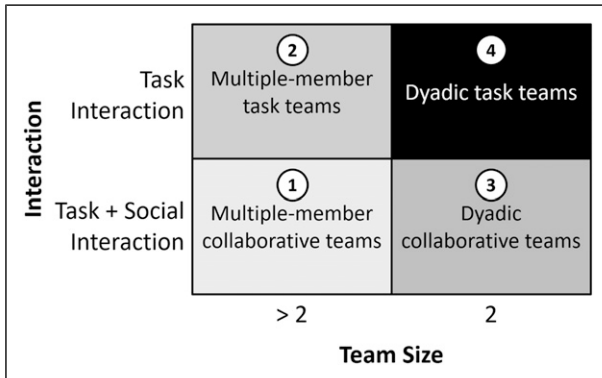 Interaction
Task
Interaction
2
Multiple-member
task teams
4
Dyadic task teams
Task + Social
Interaction
1
Multiple-member
collaborative teams
3
Dyadic
collaborative teams
> 2
2
Team Size